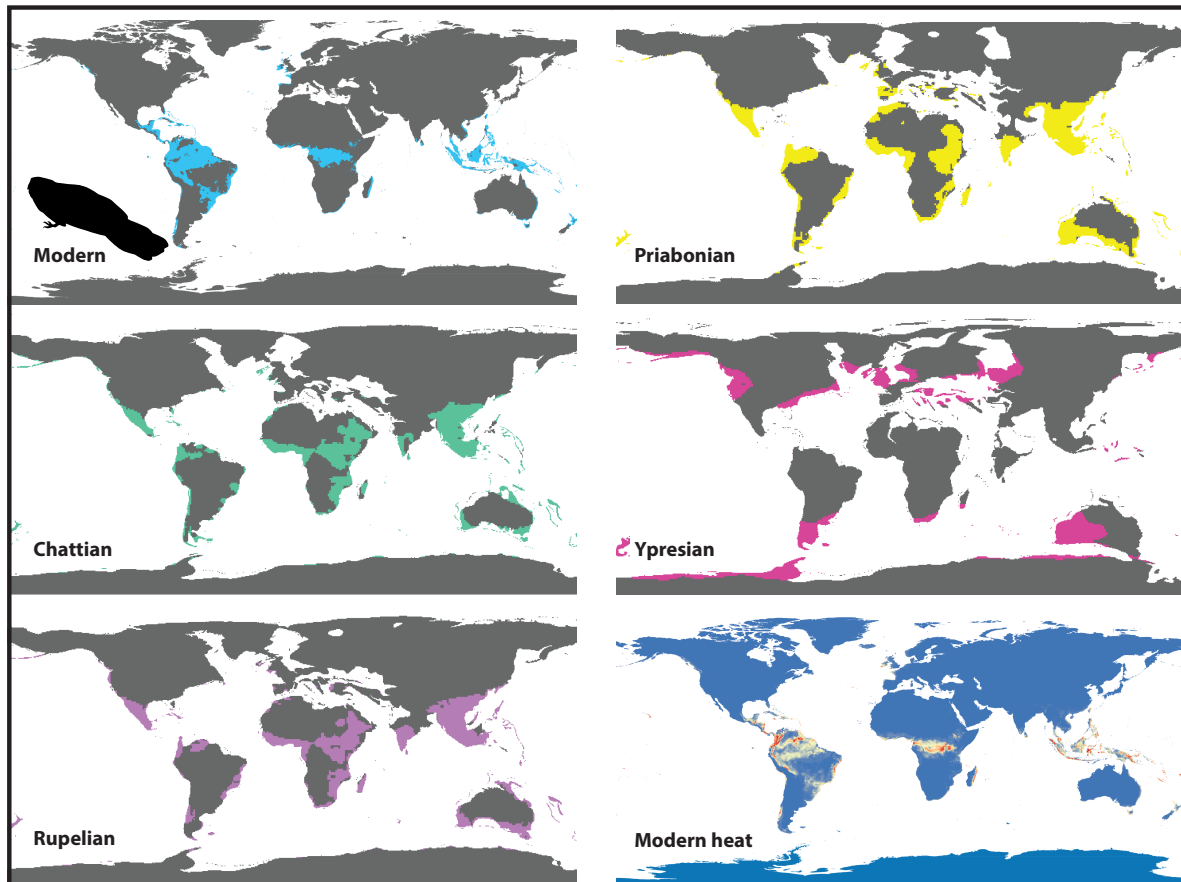 Modern
Priabonian
Chattian
Ypresian
Rupelian
Modern heat